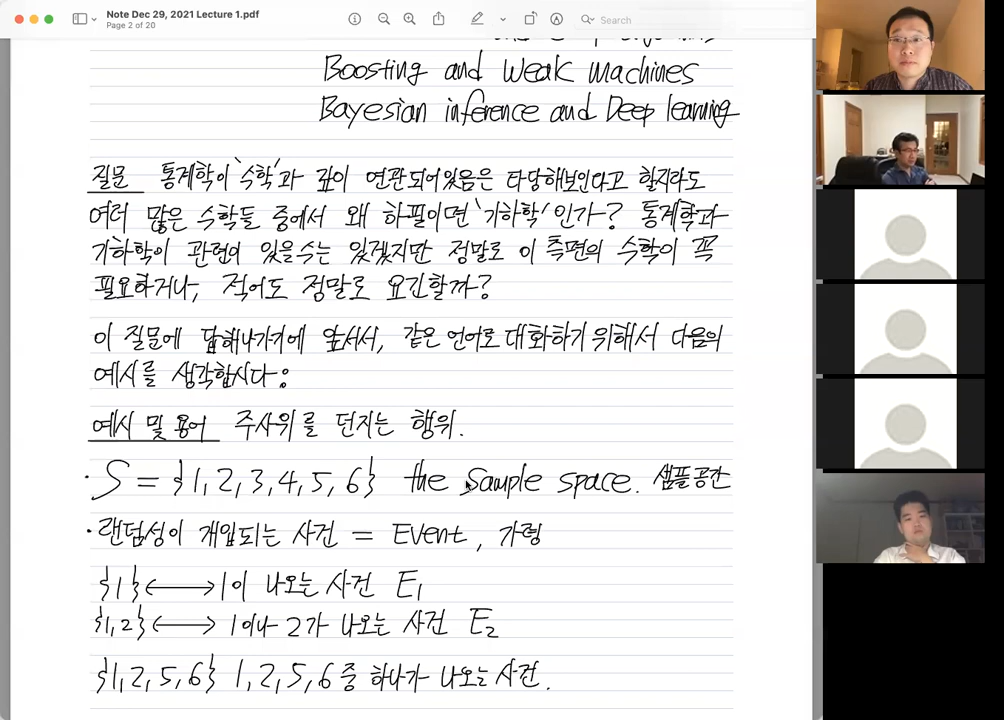 Note Dec 29, 2021 Lecture 1.pdf
Page 2 of 20
Search
Boosting and Weak machines
Bayesian inference and Deep learning
질문 통계학이 '수학'과 깊이 연관되어있음은 타당해보인다고 할지라도
여러 많은 수학들 중에서 왜 하필이면 '기하학'인가? 통계학과
기하학이 관련이 있을수는 있겠지만 정말로 이 측면의 수학이 꼭
필요하거나, 적어도 정말로 요긴할까?
이 질문에 답해나가기에 앞서서, 같은 언어로 대화하기 위해서 다음의
예시를 생각합시다:
예시 및 용어 주사위를 던지는 행위.
· S = {1, 2, 3, 4, 5, 6} the Sample space. 샘플공간
· 랜덤성이 개입되는 사건 = Event, 가령
{1} ⟷ 1이 나오는 사건 E₁
{1, 2} ⟷ 1이나 2가 나오는 사건 E₂
{1, 2, 5, 6} 1, 2, 5, 6 중 하나가 나오는 사건.